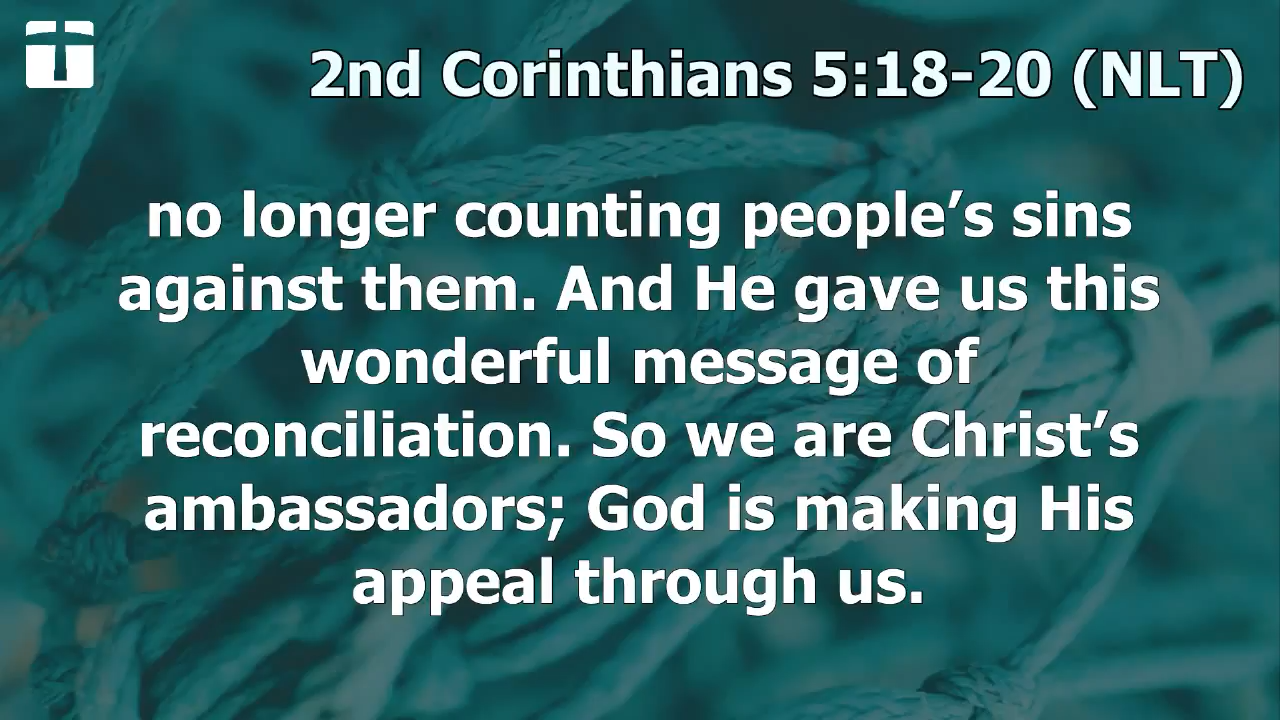 2nd Corinthians 5:18-20 (NLT)
no longer counting people’s sins
against them. And He gave us this
wonderful message of
reconciliation. So we are Christ’s
ambassadors; God is making His
appeal through us.